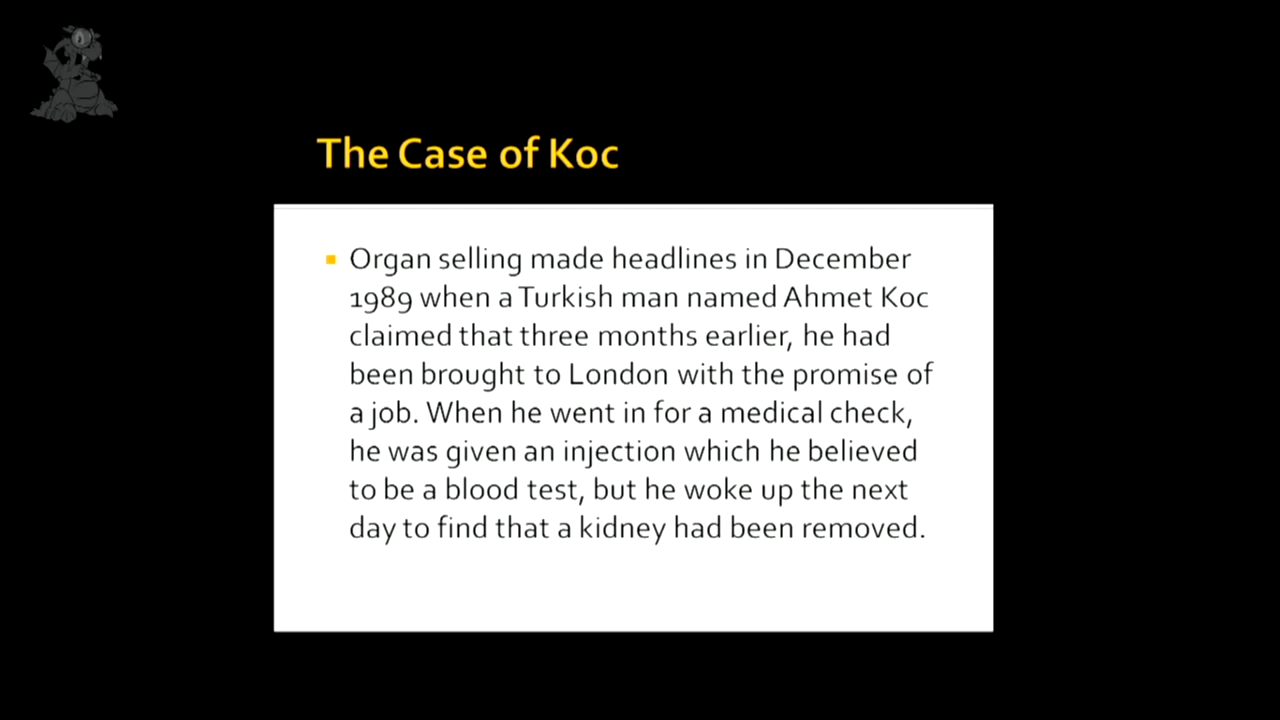 The Case of Koc
Organ selling made headlines in December
1989 when a Turkish man named Ahmet Koc
claimed that three months earlier, he had
been brought to London with the promise of
a job. When he went in for a medical check,
he was given an injection which he believed
to be a blood test, but he woke up the next
day to find that a kidney had been removed.